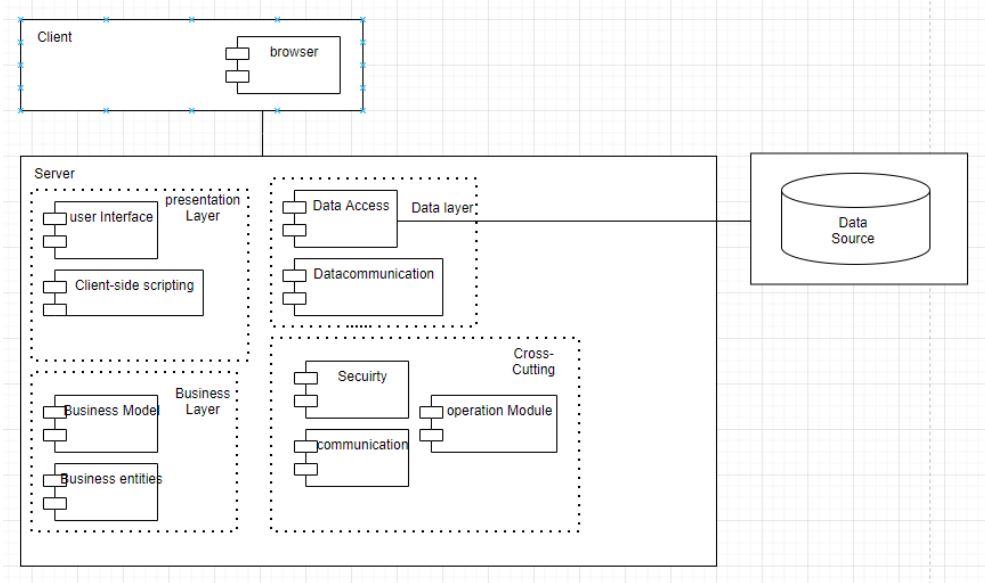 Client
browser
Server
presentation
Layer
user Interface
Client-side scripting
Data Access
Data layer
Datacommunication
Data
Source
Business
Layer
Business Model
Business entities
Cross-
Cutting
Secuirty
operation Module
communication